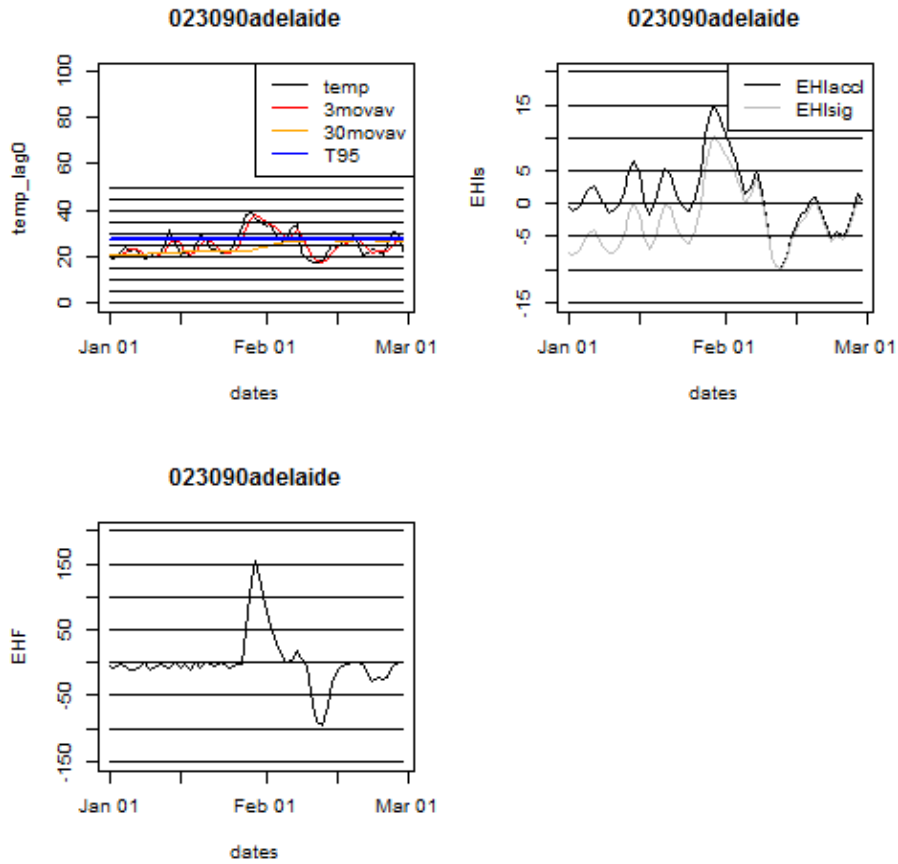 023090adelaide
temp_lag0
100
80
60
40
20
0
temp
3movav
30movav
T95
Jan 01
Feb 01
Mar 01
dates
023090adelaide
EHIs
15
5
0
-5
-15
EHIaccl
EHIsig
Jan 01
Feb 01
Mar 01
dates
023090adelaide
EHF
150
50
-50
-150
Jan 01
Feb 01
Mar 01
dates